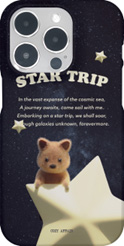 STAR TRIP
In the vast expanse of the cosmic sea,
A journey awaits, come sail with me.
Embarking on a star trip, we shall soar,
ough galaxies unknown, forevermore.